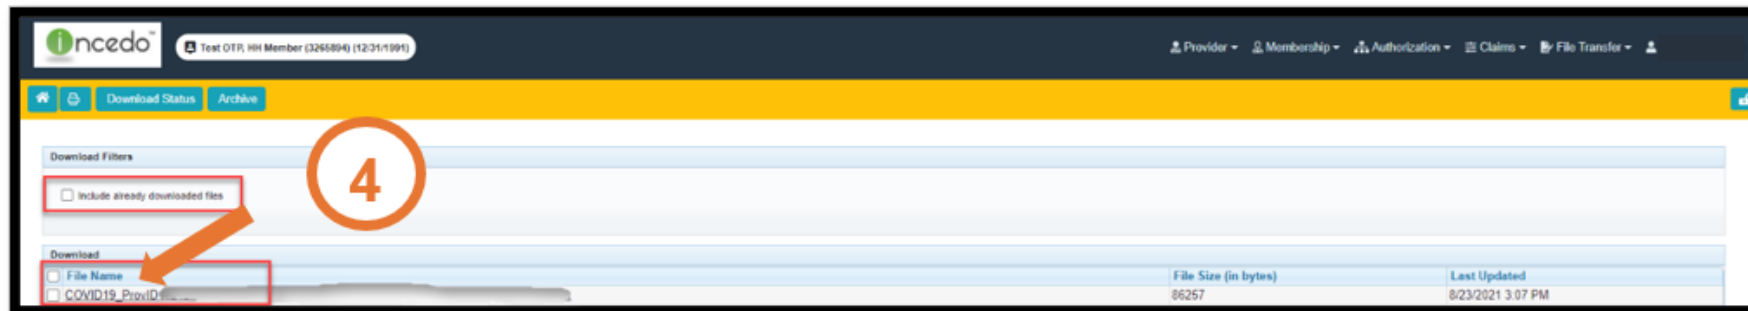 incedo™
Test OTP, HH Member (3265894) (12/31/1991)
Provider
Membership
Authorization
Claims
File Transfer
Download Status
Archive
4
Download Filters
Include already downloaded files
Download
File Name
File Size (in bytes)
Last Updated
COVID19_ProvID
86257
8/23/2021 3:07 PM